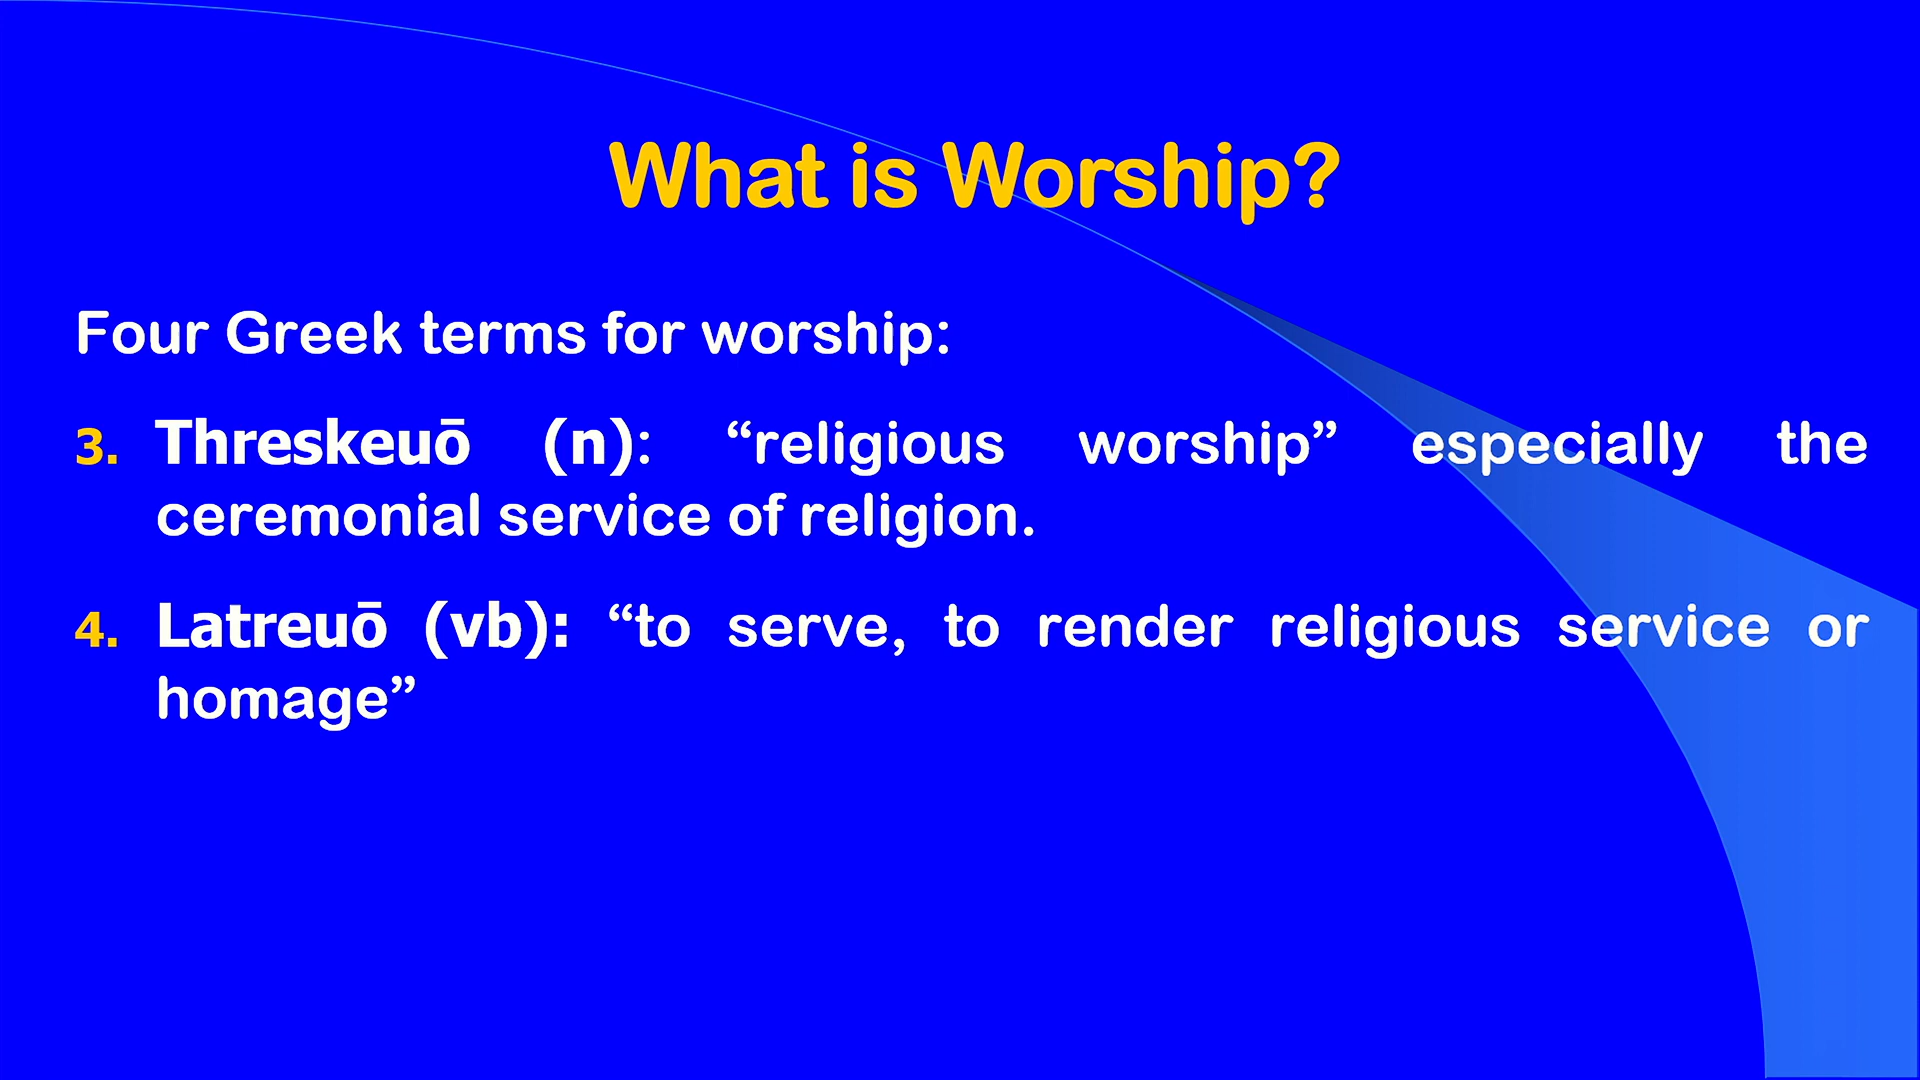 What is Worship?
Four Greek terms for worship:
3. Threskeuō (n): “religious worship” especially the
ceremonial service of religion.
4. Latreuō (vb): “to serve, to render religious service or
homage”